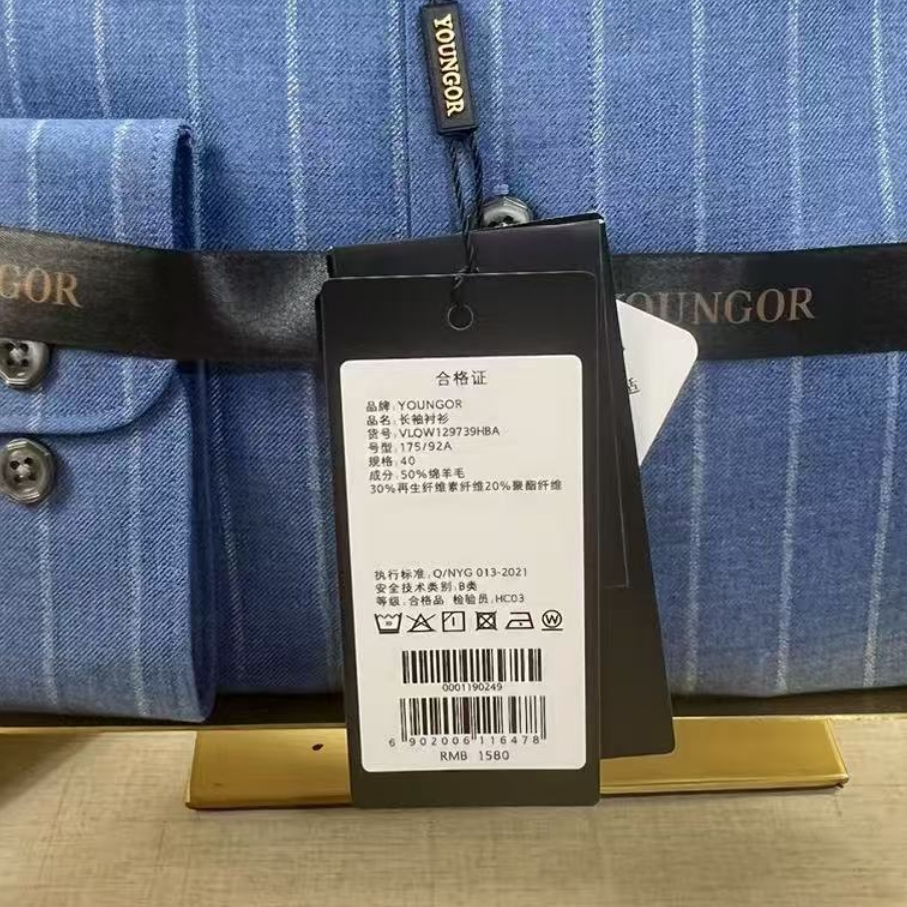 YOUNGOR
GOR
YOUNGOR
合格证
品牌:YOUNGOR
品名:长袖衬衫
货号:VLQW129739HBA
号型:175/92A
规格:40
成分:50%绵羊毛
30%再生纤维素纤维20%聚酯纤维
执行标准:Q/NYG 013-2021
安全技术类别:B类
等级:合格品 检验员:HC03
W
0001190249
6 902006 116478
RMB 1580